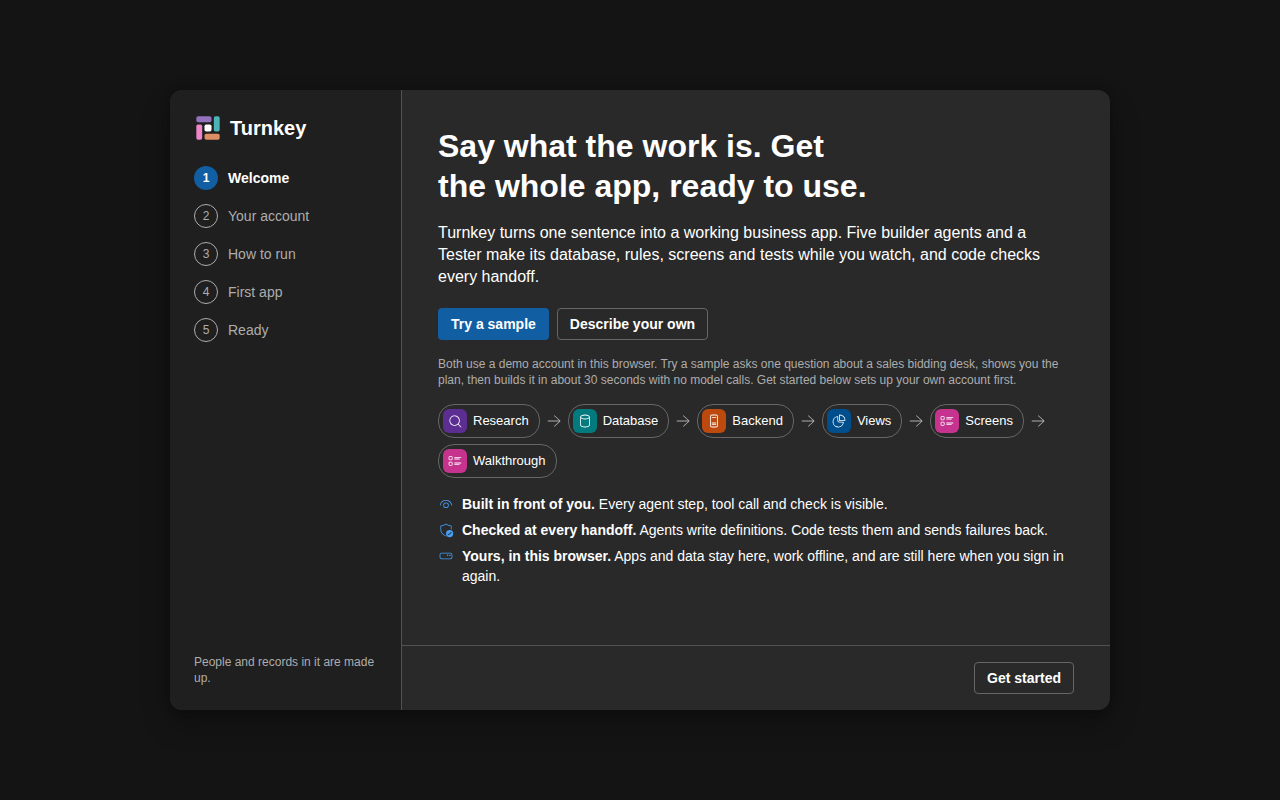 Turnkey
1 Welcome
2 Your account
3 How to run
4 First app
5 Ready
People and records in it are made
up.
Say what the work is. Get
the whole app, ready to use.
Turnkey turns one sentence into a working business app. Five builder agents and a
Tester make its database, rules, screens and tests while you watch, and code checks
every handoff.
Try a sample Describe your own
Both use a demo account in this browser. Try a sample asks one question about a sales bidding desk, shows you the
plan, then builds it in about 30 seconds with no model calls. Get started below sets up your own account first.
Research Database Backend Views Screens
Walkthrough
Built in front of you. Every agent step, tool call and check is visible.
Checked at every handoff. Agents write definitions. Code tests them and sends failures back.
Yours, in this browser. Apps and data stay here, work offline, and are still here when you sign in
again.
Get started